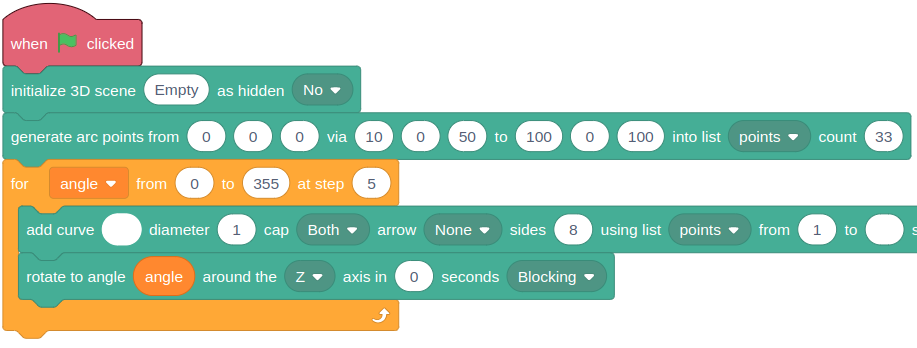 when clicked
initialize 3D scene Empty as hidden No
generate arc points from 0 0 0 via 10 0 50 to 100 0 100 into list points count 33
for angle from 0 to 355 at step 5
add curve diameter 1 cap Both arrow None sides 8 using list points from 1 to
rotate to angle angle around the Z axis in 0 seconds Blocking